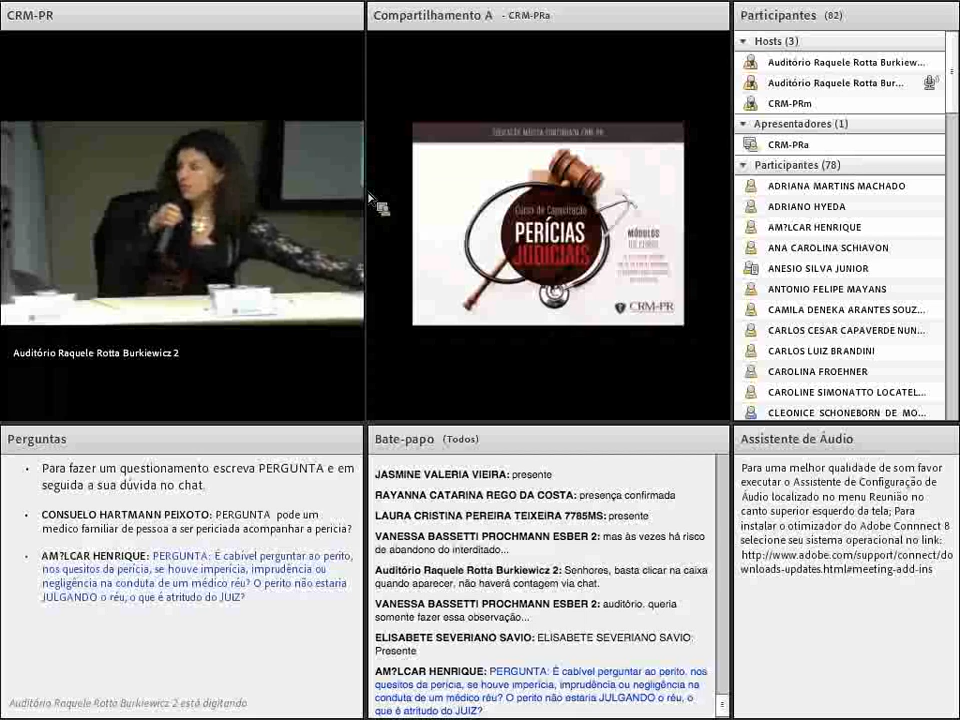 CRM-PR
Auditório Raquele Rotta Burkiewicz 2
Compartilhamento A - CRM-PRa
EDUCAÇÃO MÉDICA CONTINUADA CRM-PR
Curso de Capacitação
PERÍCIAS
JUDICIAIS
MÓDULOS
DO CURSO
CRM-PR
Participantes (82)
Hosts (3)
Auditório Raquele Rotta Burkiew...
Auditório Raquele Rotta Bur...
CRM-PRm
Apresentadores (1)
CRM-PRa
Participantes (78)
ADRIANA MARTINS MACHADO
ADRIANO HYEDA
AM?LCAR HENRIQUE
ANA CAROLINA SCHIAVON
ANESIO SILVA JUNIOR
ANTONIO FELIPE MAYANS
CAMILA DENEKA ARANTES SOUZ...
CARLOS CESAR CAPAVERDE NUN...
CARLOS LUIZ BRANDINI
CAROLINA FROEHNER
CAROLINE SIMONATTO LOCATEL...
CLEONICE SCHONEBORN DE MO...
Perguntas
• Para fazer um questionamento escreva PERGUNTA e em
seguida a sua dúvida no chat.
• CONSUELO HARTMANN PEIXOTO: PERGUNTA pode um
medico familiar de pessoa a ser periciada acompanhar a pericia?
• AM?LCAR HENRIQUE: PERGUNTA: É cabível perguntar ao perito,
nos quesitos da perícia, se houve imperícia, imprudência ou
negligência na conduta de um médico réu? O perito não estaria
JULGANDO o réu, o que é atritudo do JUIZ?
Auditório Raquele Rotta Burkiewicz 2 está digitando
Bate-papo (Todos)
JASMINE VALERIA VIEIRA: presente
RAYANNA CATARINA REGO DA COSTA: presença confirmada
LAURA CRISTINA PEREIRA TEIXEIRA 7785MS: presente
VANESSA BASSETTI PROCHMANN ESBER 2: mas às vezes há risco
de abandono do interditado...
Auditório Raquele Rotta Burkiewicz 2: Senhores, basta clicar na caixa
quando aparecer, não haverá contagem via chat.
VANESSA BASSETTI PROCHMANN ESBER 2: auditório. queria
somente fazer essa observação...
ELISABETE SEVERIANO SAVIO: ELISABETE SEVERIANO SAVIO:
Presente
AM?LCAR HENRIQUE: PERGUNTA: É cabível perguntar ao perito, nos
quesitos da perícia, se houve imperícia, imprudência ou negligência na
conduta de um médico réu? O perito não estaria JULGANDO o réu, o
que é atritudo do JUIZ?
Assistente de Áudio
Para uma melhor qualidade de som favor
executar o Assistente de Configuração de
Áudio localizado no menu Reunião no
canto superior esquerdo da tela; Para
instalar o otimizador do Adobe Connnect 8
selecione seu sistema operacional no link:
http://www.adobe.com/support/connect/do
wnloads-updates.html#meeting-add-ins